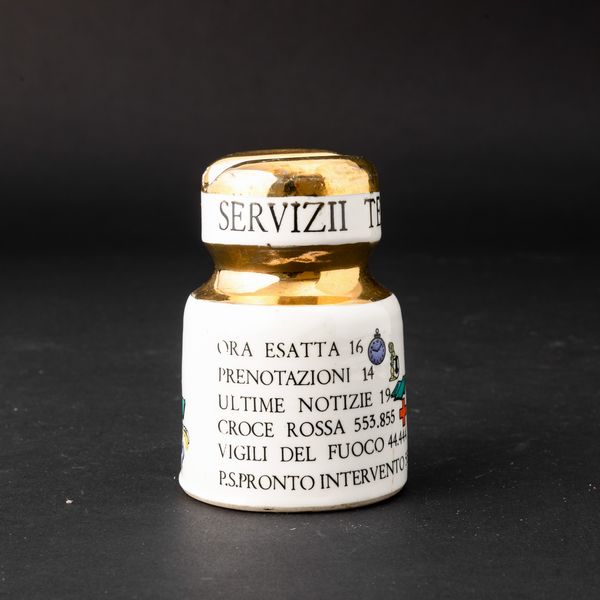 SERVIZII TE
ORA ESATTA 16
PRENOTAZIONI 14
ULTIME NOTIZIE 19
CROCE ROSSA 553.855
VIGILI DEL FUOCO 44.444
P.S.PRONTO INTERVENTO